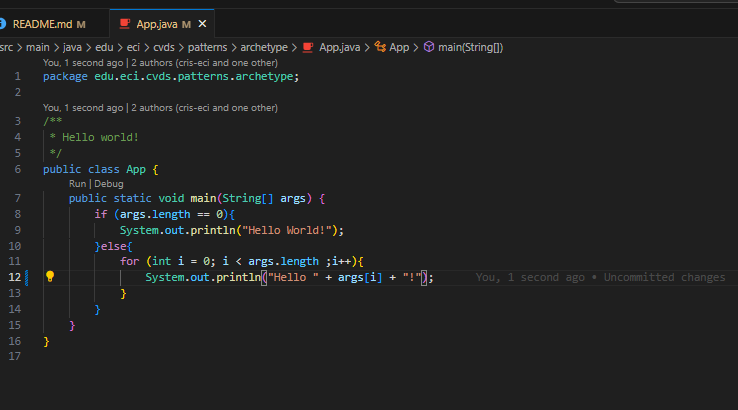 README.md M App.java M
src > main > java > edu > eci > cvds > patterns > archetype > App.java > App > main(String[])
You, 1 second ago | 2 authors (cris-eci and one other)
1 package edu.eci.cvds.patterns.archetype;
2
You, 1 second ago | 2 authors (cris-eci and one other)
3 /**
4  * Hello world!
5  */
6 public class App {
Run | Debug
7     public static void main(String[] args) {
8         if (args.length == 0){
9             System.out.println("Hello World!");
10         }else{
11             for (int i = 0; i < args.length ;i++){
12                 System.out.println("Hello " + args[i] + "!"); You, 1 second ago • Uncommitted changes
13             }
14         }
15     }
16 }
17